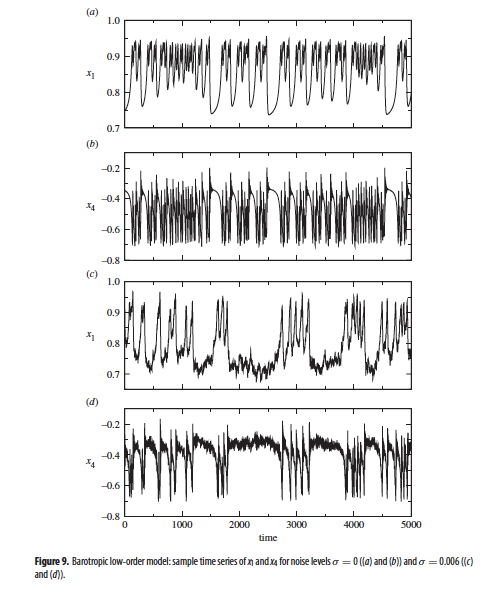 (a)
1.0
0.9
x1
0.8
0.7
(b)
–0.2
–0.4
x4
–0.6
–0.8
(c)
1.0
0.9
x1
0.8
0.7
(d)
–0.2
–0.4
x4
–0.6
–0.8
0 1000 2000 3000 4000 5000
time
Figure 9. Barotropic low-order model: sample time series of x1 and x4 for noise levels σ = 0 ((a) and (b)) and σ = 0.006 ((c)
and (d)).